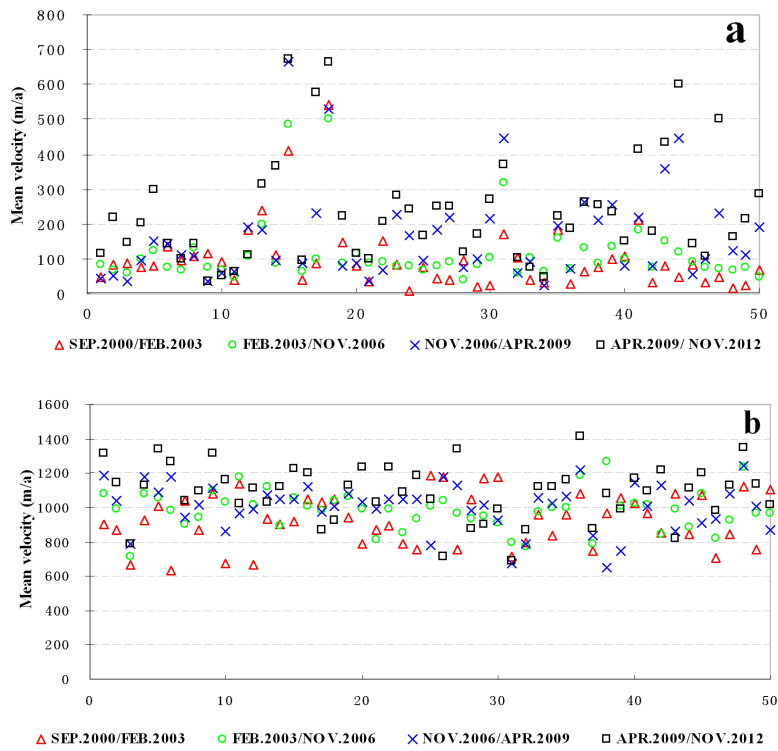 a
800
700
600
500
400
300
200
100
0
Mean velocity (m/a)
0 10 20 30 40 50
SEP.2000/FEB.2003 FEB.2003/NOV.2006 NOV.2006/APR.2009 APR.2009/ NOV.2012
b
1600
1400
1200
1000
800
600
400
200
0
Mean velocity (m/a)
0 10 20 30 40 50
SEP.2000/FEB.2003 FEB.2003/NOV.2006 NOV.2006/APR.2009 APR.2009/NOV.2012